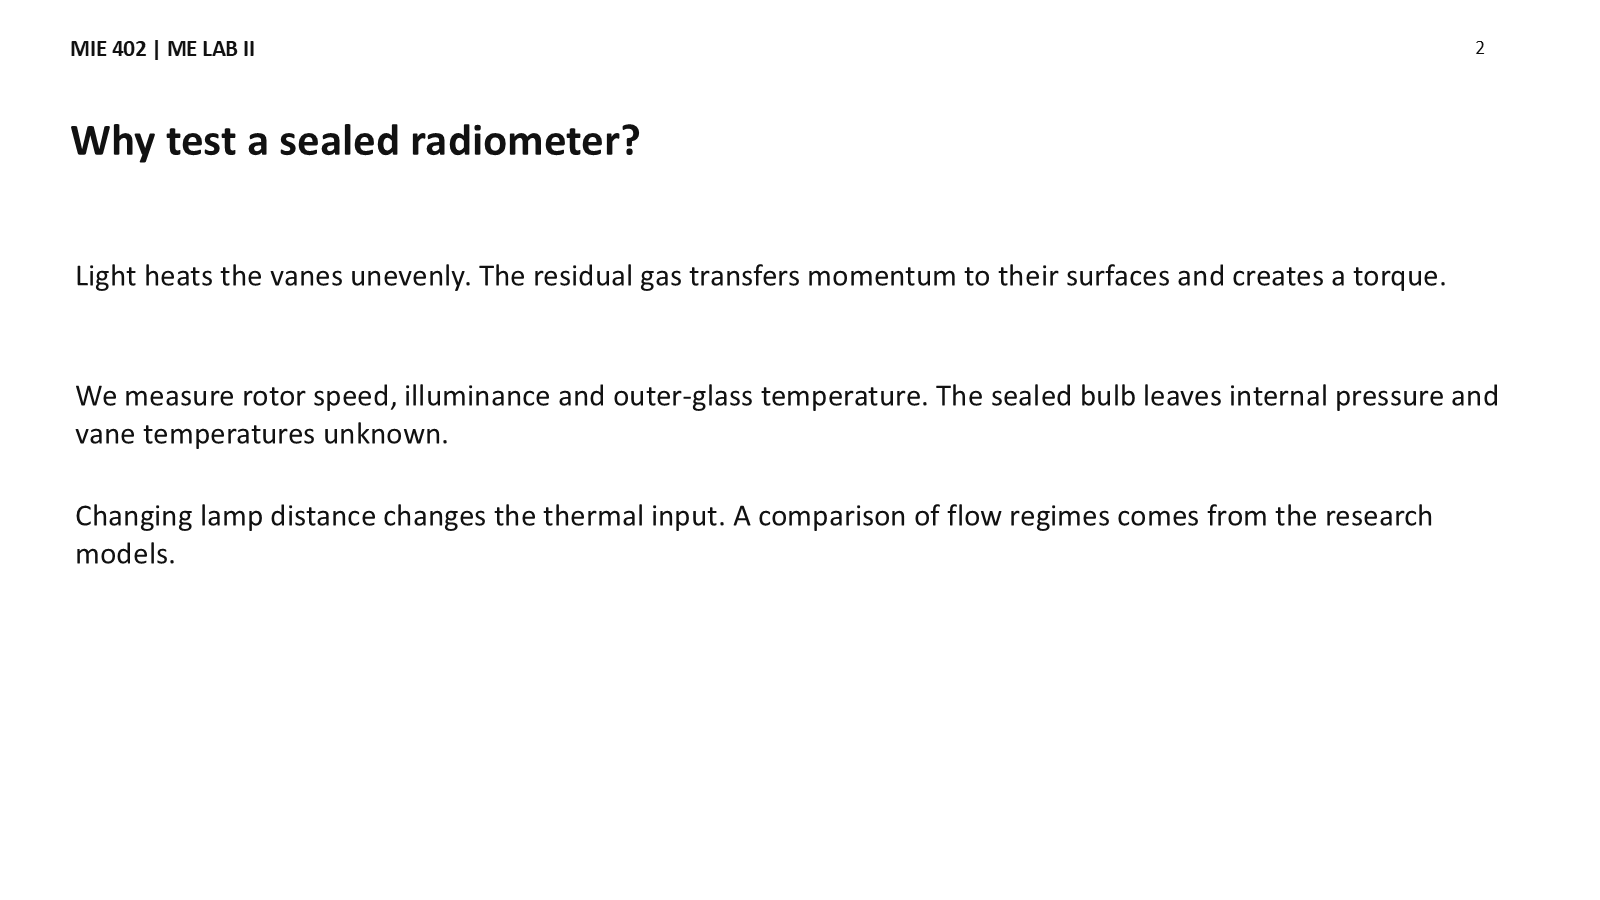 MIE 402 | ME LAB II
2
Why test a sealed radiometer?
Light heats the vanes unevenly. The residual gas transfers momentum to their surfaces and creates a torque.
We measure rotor speed, illuminance and outer-glass temperature. The sealed bulb leaves internal pressure and
vane temperatures unknown.
Changing lamp distance changes the thermal input. A comparison of flow regimes comes from the research
models.